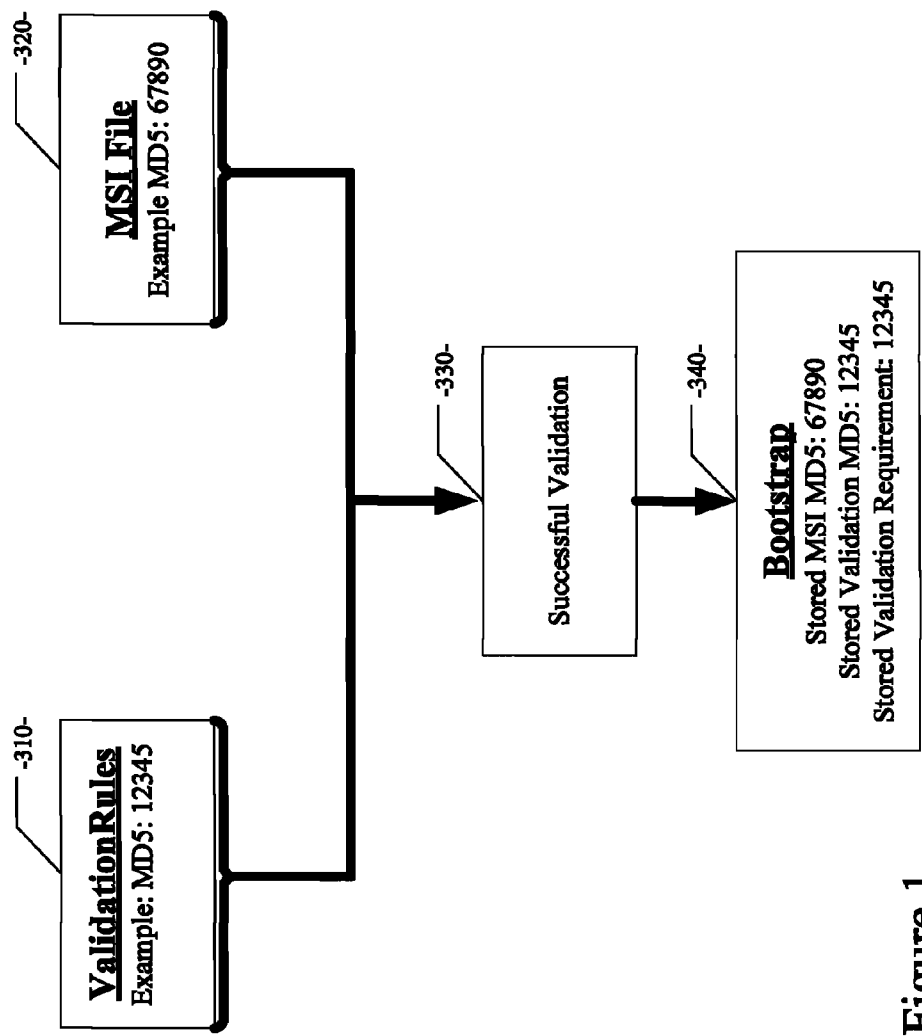 -310-
ValidationRules
Example: MD5: 12345
-320-
MSI File
Example MD5: 67890
-330-
Successful Validation
-340-
Bootstrap
Stored MSI MD5: 67890
Stored Validation MD5: 12345
Stored Validation Requirement: 12345
Figure 1